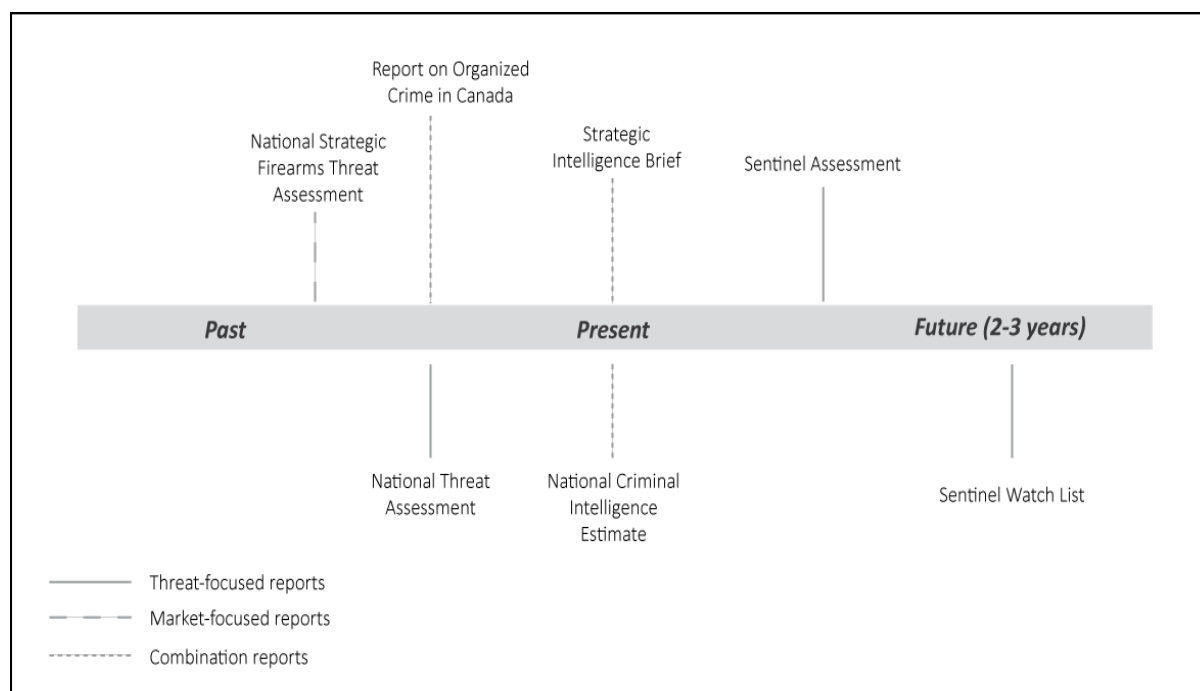 Report on Organized
Crime in Canada
National Strategic
Firearms Threat
Assessment
Strategic
Intelligence Brief
Sentinel Assessment
Past
Present
Future (2-3 years)
National Threat
Assessment
National Criminal
Intelligence
Estimate
Sentinel Watch List
Threat-focused reports
Market-focused reports
Combination reports